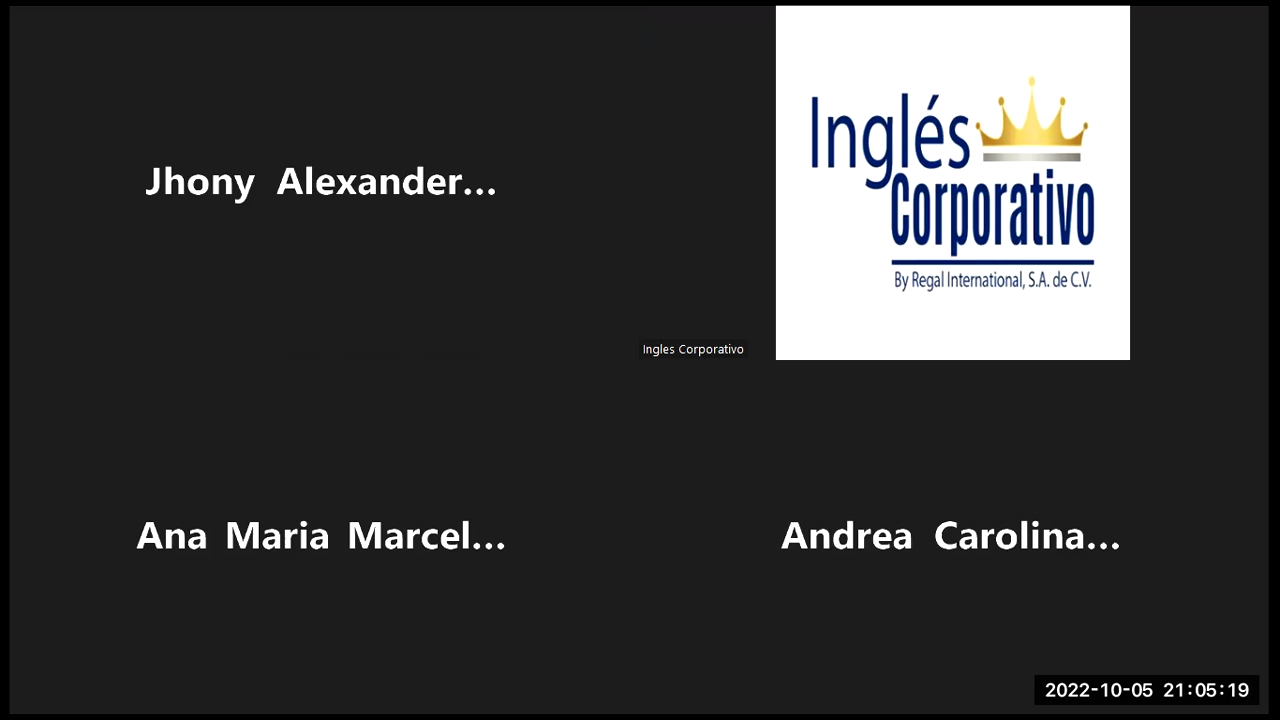 Jhony Alexander...
Inglés
Corporativo
By Regal International, S.A. de C.V.
Ingles Corporativo
Ana Maria Marcel...
Andrea Carolina...
2022-10-05 21:05:19